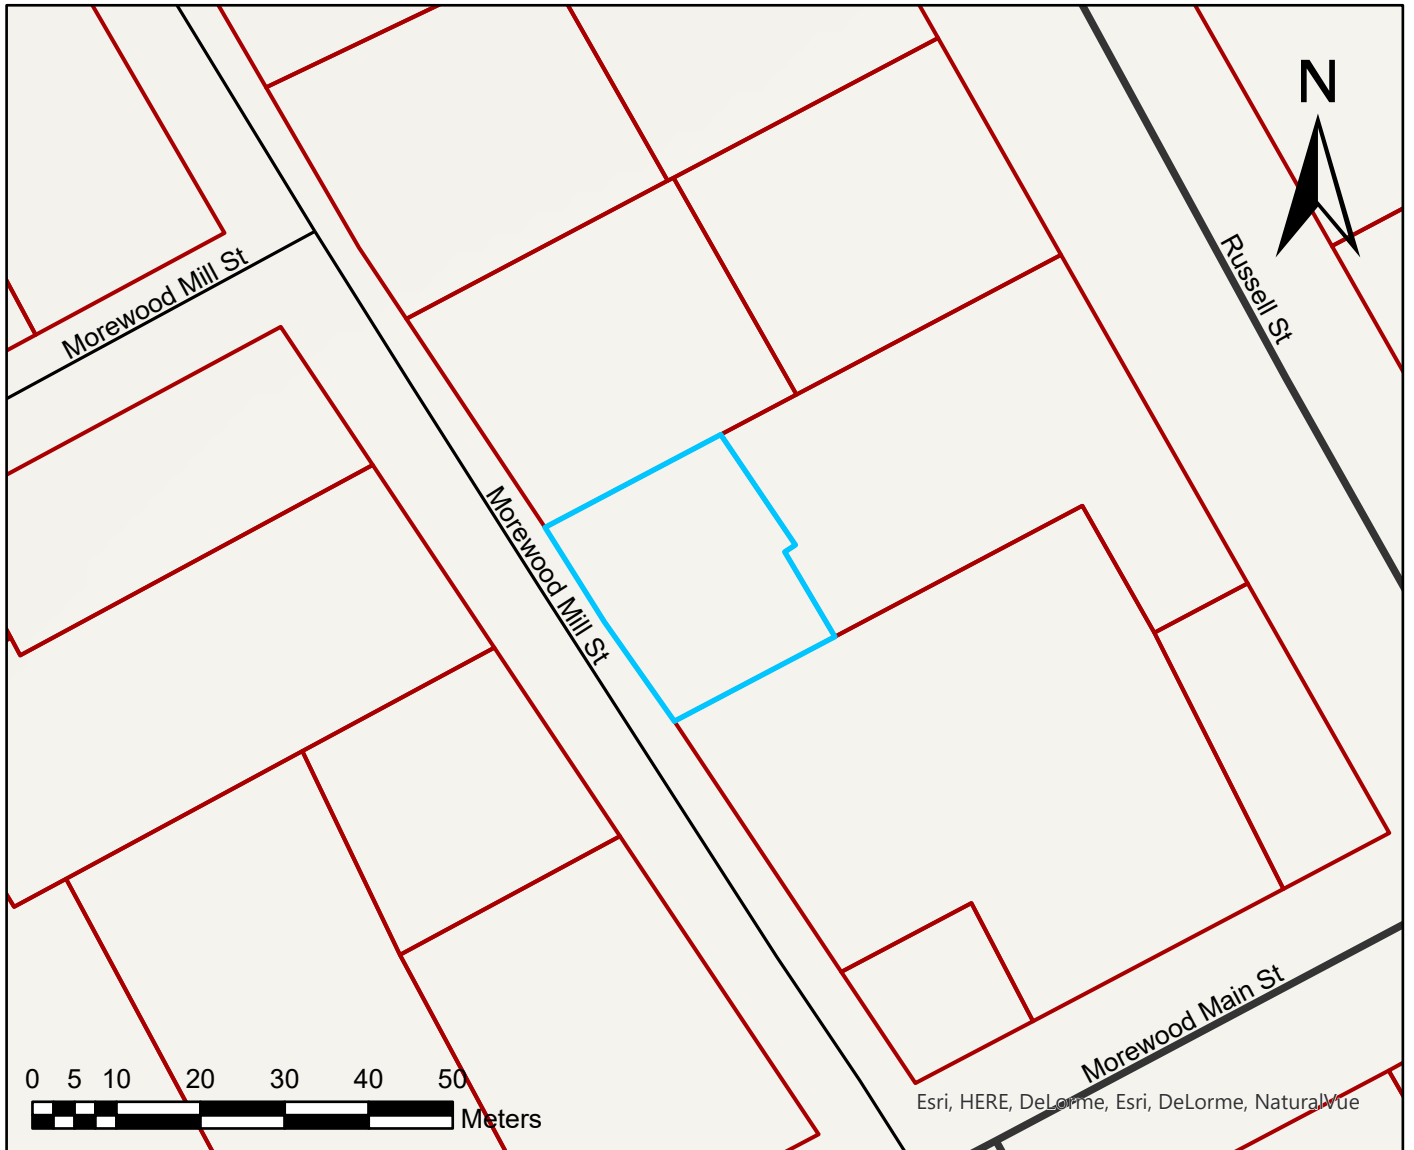 N
Russell St
Morewood Mill St
Morewood Mill St
Morewood Main St
0 5 10 20 30 40 50
Meters
Esri, HERE, DeLorme, Esri, DeLorme, NaturalVue